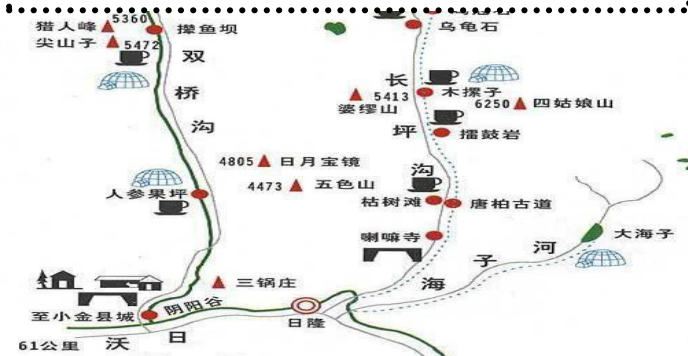 5360
猎人峰
撵鱼坝
尖山子
5472
双
桥
沟
乌龟石
长
坪
沟
木摞子
5413
婆缪山
6250
四姑娘山
擂鼓岩
4805
日月宝镜
4473
五色山
人参果坪
枯树滩
唐柏古道
喇嘛寺
大海子
海
子
河
三锅庄
阴阳谷
至小金县城
日隆
61公里
沃
日